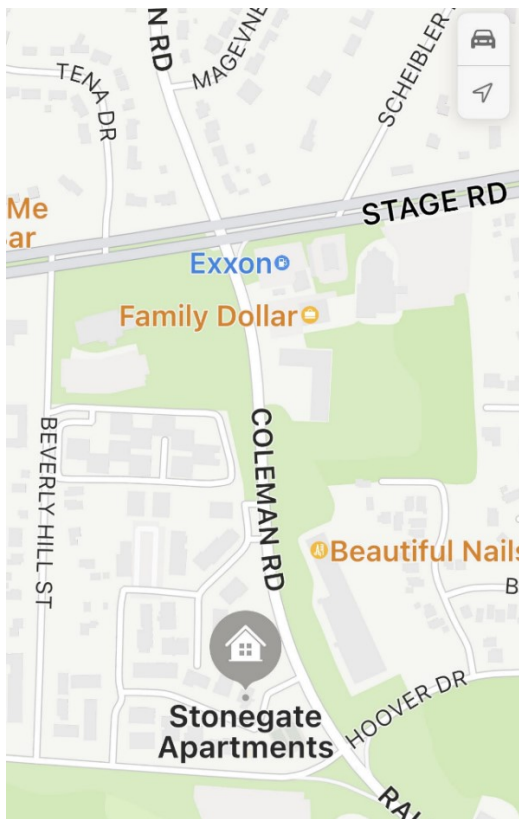 N RD
MAGEVNE
SCHEIBLER
TENA DR
STAGE RD
Me
ar
Exxon
Family Dollar
COLEMAN RD
BEVERLY HILL ST
Beautiful Nails
B
Stonegate
Apartments
HOOVER DR
RAL